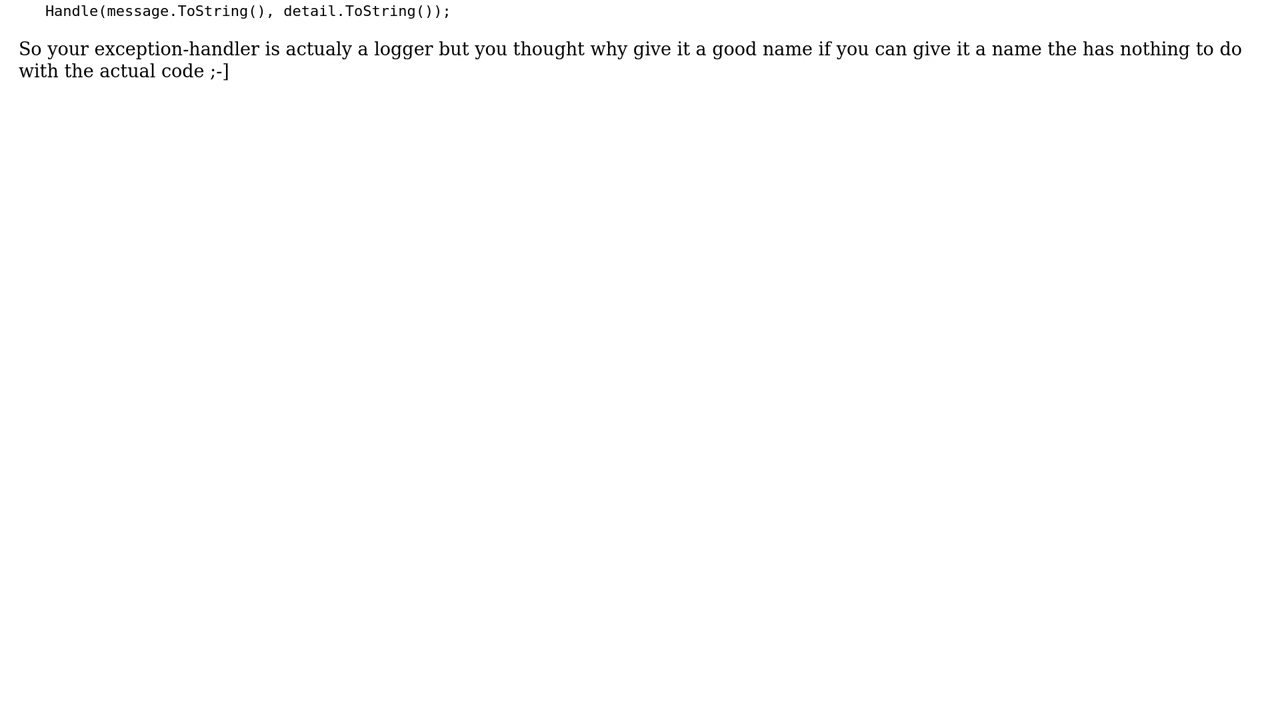 Handle(message.ToString(), detail.ToString());
So your exception-handler is actualy a logger but you thought why give it a good name if you can give it a name the has nothing to do
with the actual code ;-]